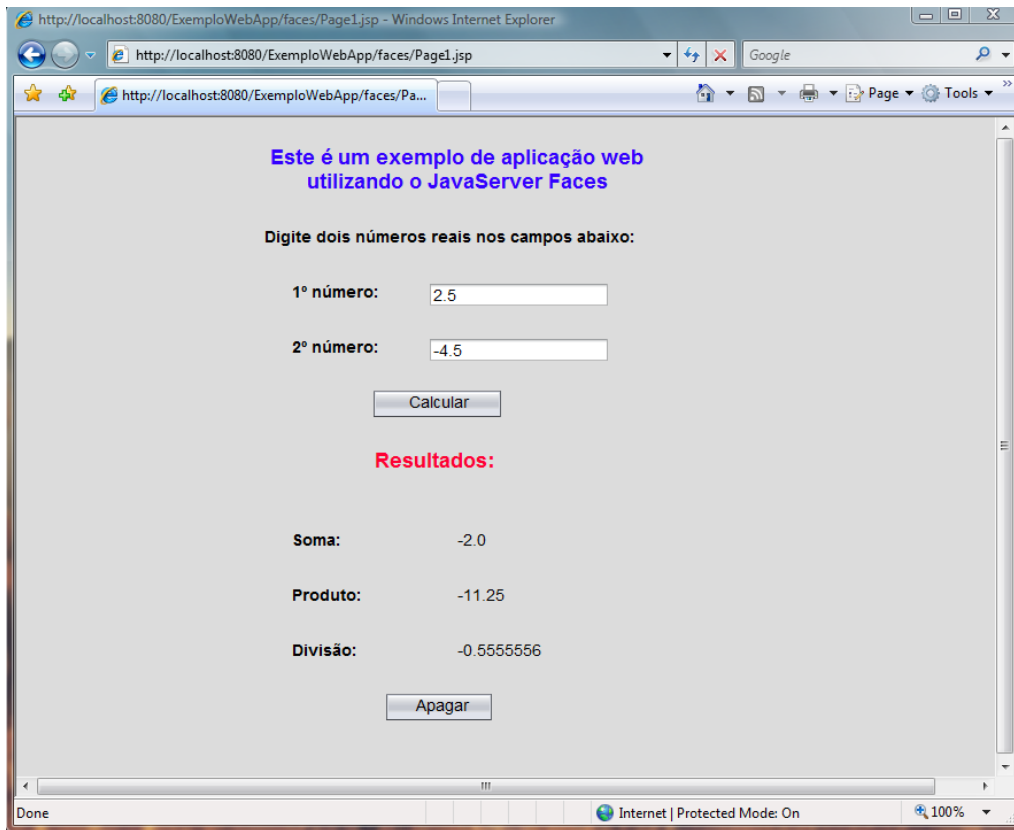 http://localhost:8080/ExemploWebApp/faces/Page1.jsp - Windows Internet Explorer
http://localhost:8080/ExemploWebApp/faces/Page1.jsp
Google
http://localhost:8080/ExemploWebApp/faces/Pa...
Page
Tools
Este é um exemplo de aplicação web
utilizando o JavaServer Faces
Digite dois números reais nos campos abaixo:
1º número: 2.5
2º número: -4.5
Calcular
Resultados:
Soma: -2.0
Produto: -11.25
Divisão: -0.5555556
Apagar
Done
Internet | Protected Mode: On
100%